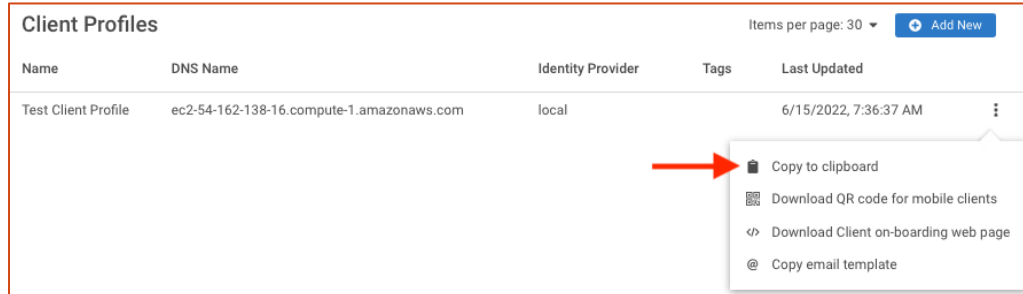 Client Profiles
Items per page: 30
Add New
Name DNS Name Identity Provider Tags Last Updated
Test Client Profile ec2-54-162-138-16.compute-1.amazonaws.com local 6/15/2022, 7:36:37 AM
Copy to clipboard
Download QR code for mobile clients
</> Download Client on-boarding web page
@ Copy email template